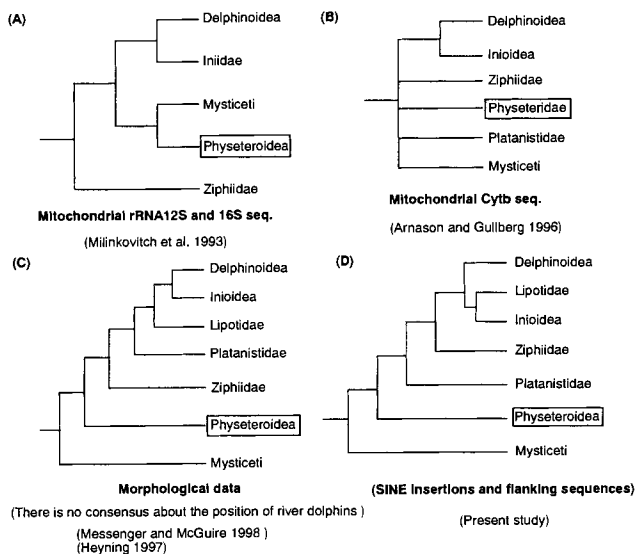 (A)
Delphinoidea
Iniidae
Mysticeti
Physeteroidea
Ziphiidae
Mitochondrial rRNA12S and 16S seq.
(Milinkovitch et al. 1993)
(B)
Delphinoidea
Inioidea
Ziphiidae
Physeteridae
Platanistidae
Mysticeti
Mitochondrial Cytb seq.
(Arnason and Gullberg 1996)
(C)
Delphinoidea
Inioidea
Lipotidae
Platanistidae
Ziphiidae
Physeteroidea
Mysticeti
Morphological data
(There is no consensus about the position of river dolphins )
(Messenger and McGuire 1998 )
(Heyning 1997)
(D)
Delphinoidea
Lipotidae
Inioidea
Ziphiidae
Platanistidae
Physeteroidea
Mysticeti
(SINE insertions and flanking sequences)
(Present study)